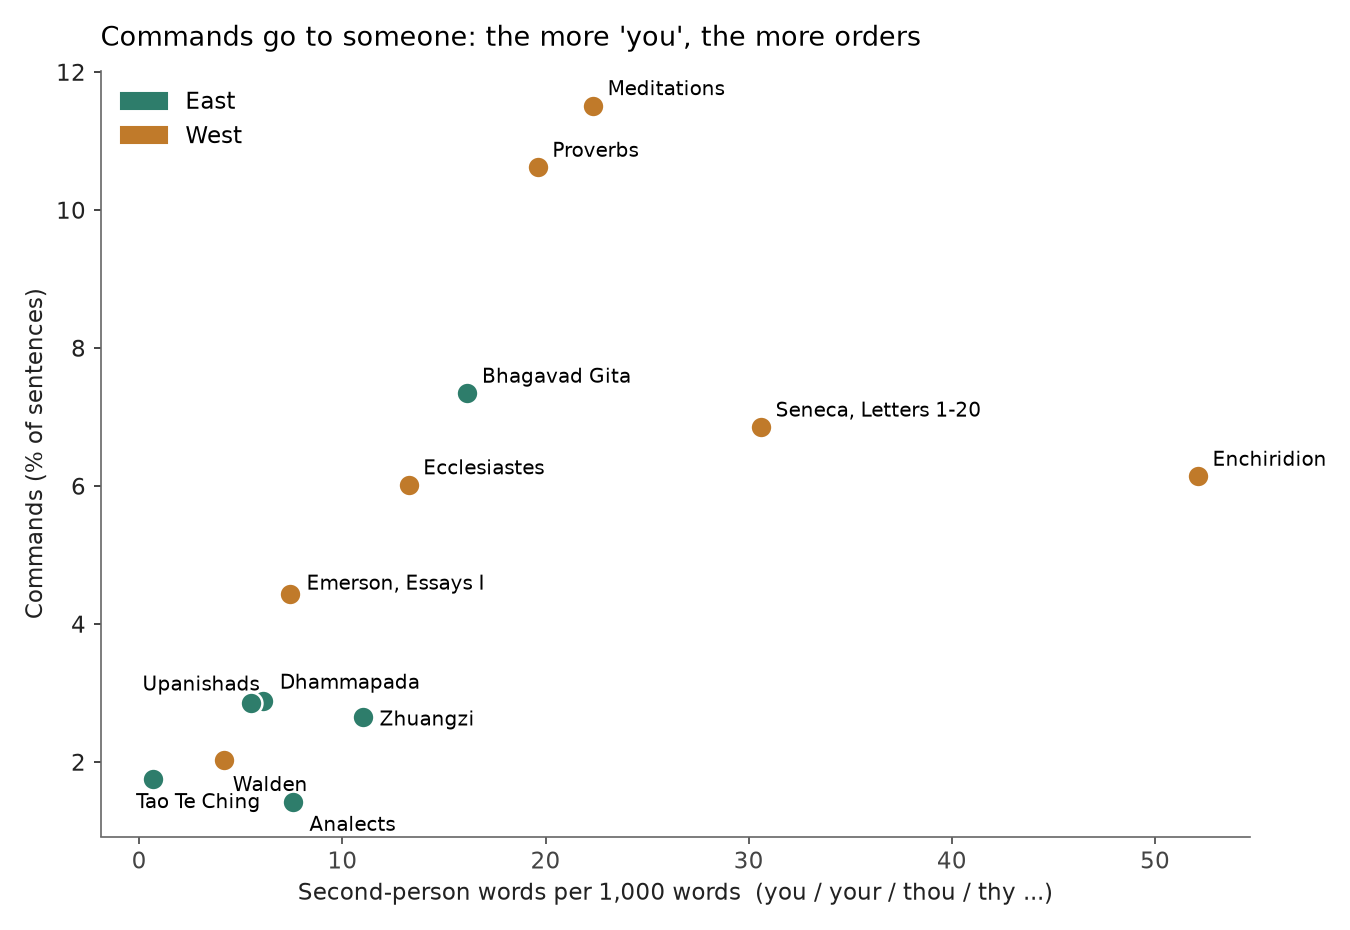 Commands go to someone: the more 'you', the more orders
12
10
8
6
4
2
Commands (% of sentences)
East
West
Meditations
Proverbs
Bhagavad Gita
Seneca, Letters 1-20
Enchiridion
Ecclesiastes
Emerson, Essays I
Upanishads
Dhammapada
Zhuangzi
Walden
Tao Te Ching
Analects
0 10 20 30 40 50
Second-person words per 1,000 words (you / your / thou / thy ...)